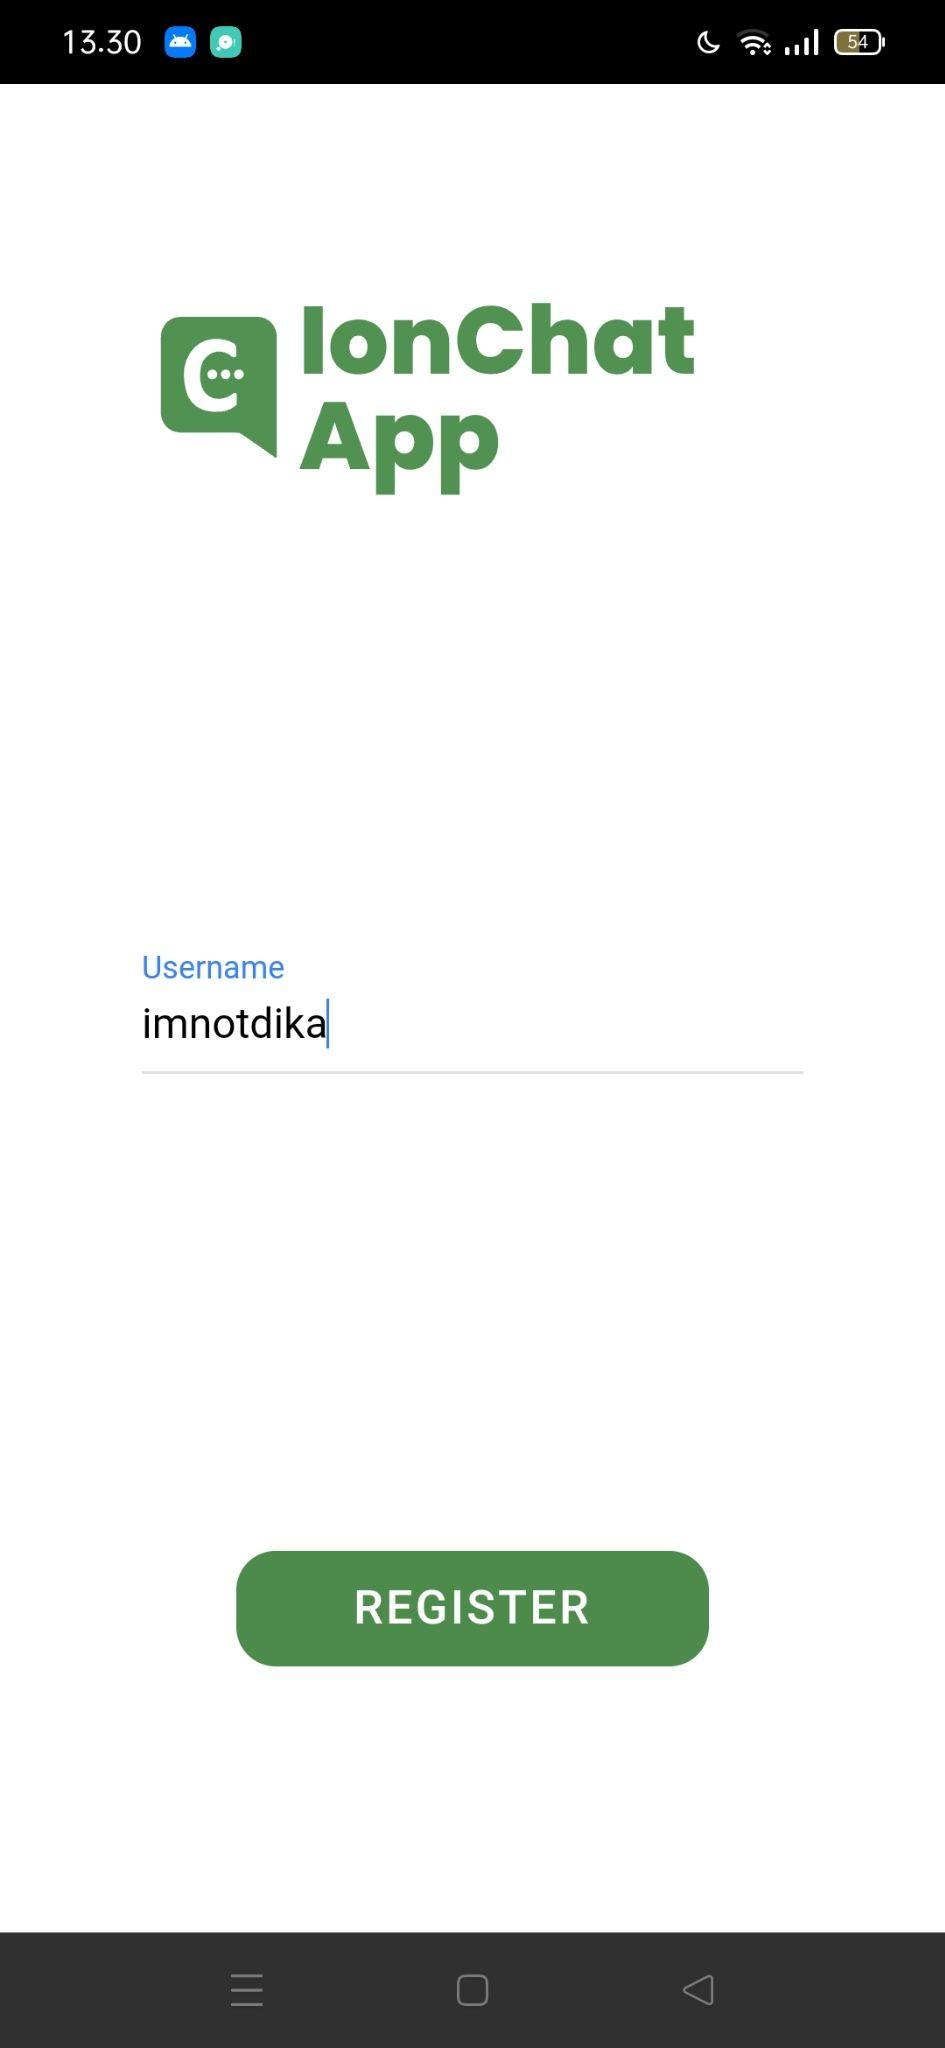 13.30
54
IonChat
App
Username
imnotdika
REGISTER